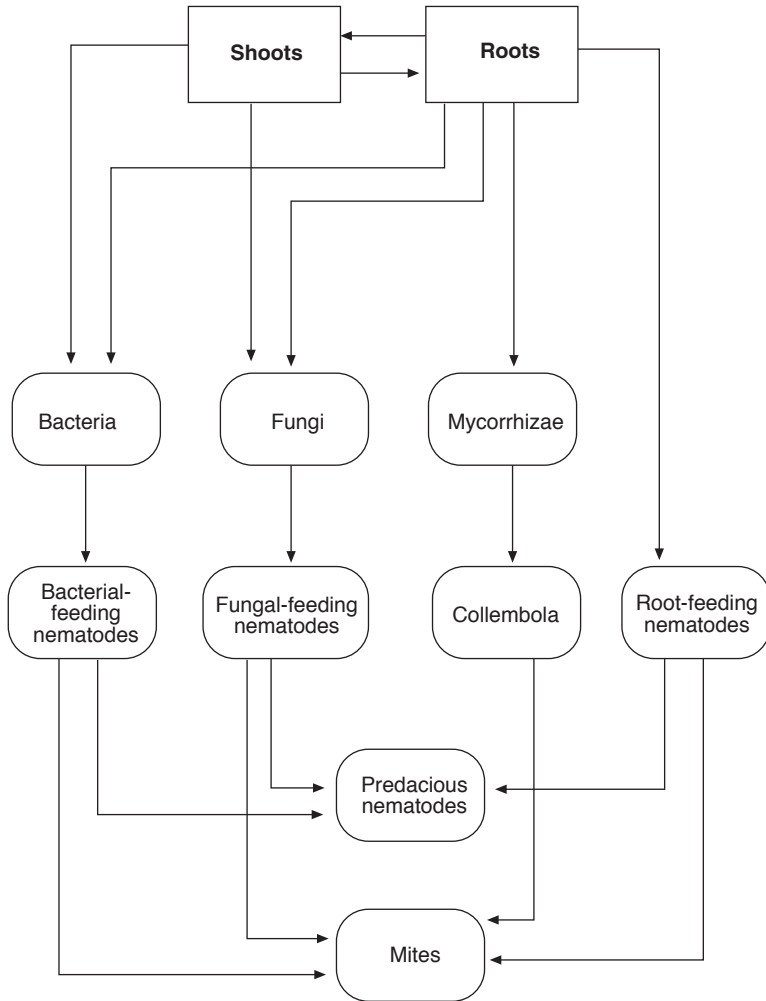 Shoots
Roots
Bacteria
Fungi
Mycorrhizae
Bacterial-
feeding
nematodes
Fungal-feeding
nematodes
Collembola
Root-feeding
nematodes
Predacious
nematodes
Mites